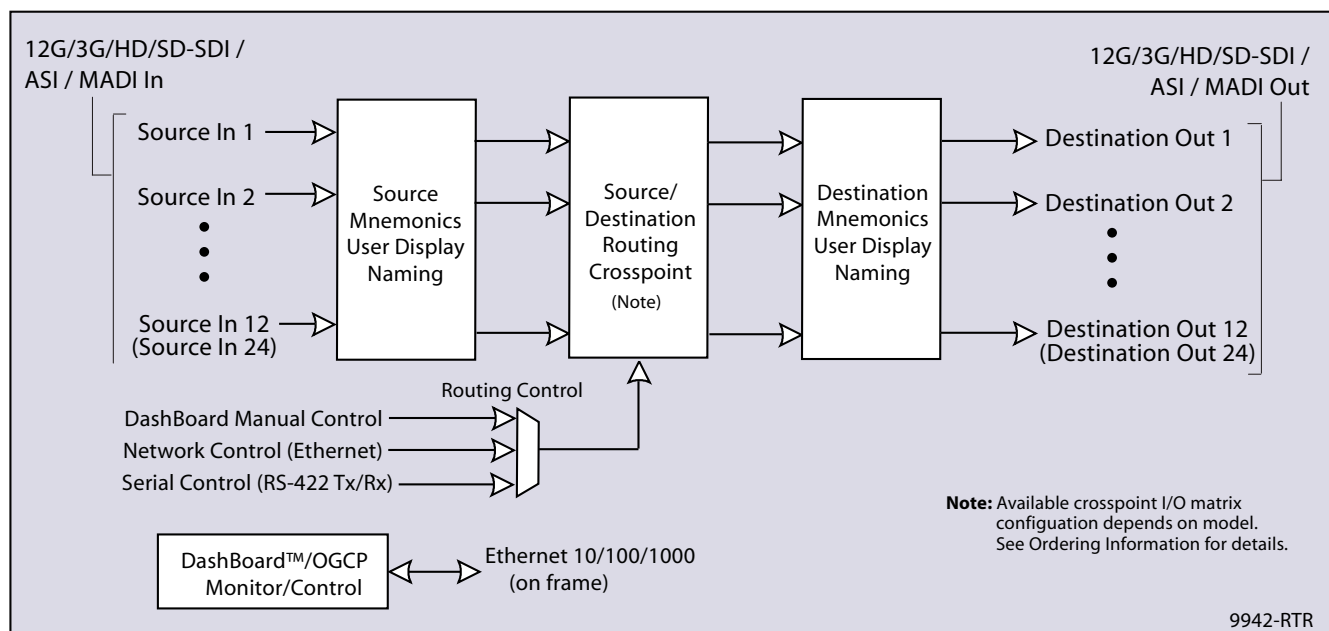 12G/3G/HD/SD-SDI /
ASI / MADI In
12G/3G/HD/SD-SDI /
ASI / MADI Out
Source In 1
Source In 2
Source In 12
(Source In 24)
Source
Mnemonics
User Display
Naming
Source/
Destination
Routing
Crosspoint
(Note)
Destination
Mnemonics
User Display
Naming
Destination Out 1
Destination Out 2
Destination Out 12
(Destination Out 24)
Routing Control
DashBoard Manual Control
Network Control (Ethernet)
Serial Control (RS-422 Tx/Rx)
DashBoard™/OGCP
Monitor/Control
Ethernet 10/100/1000
(on frame)
Note: Available crosspoint I/O matrix
configuation depends on model.
See Ordering Information for details.
9942-RTR